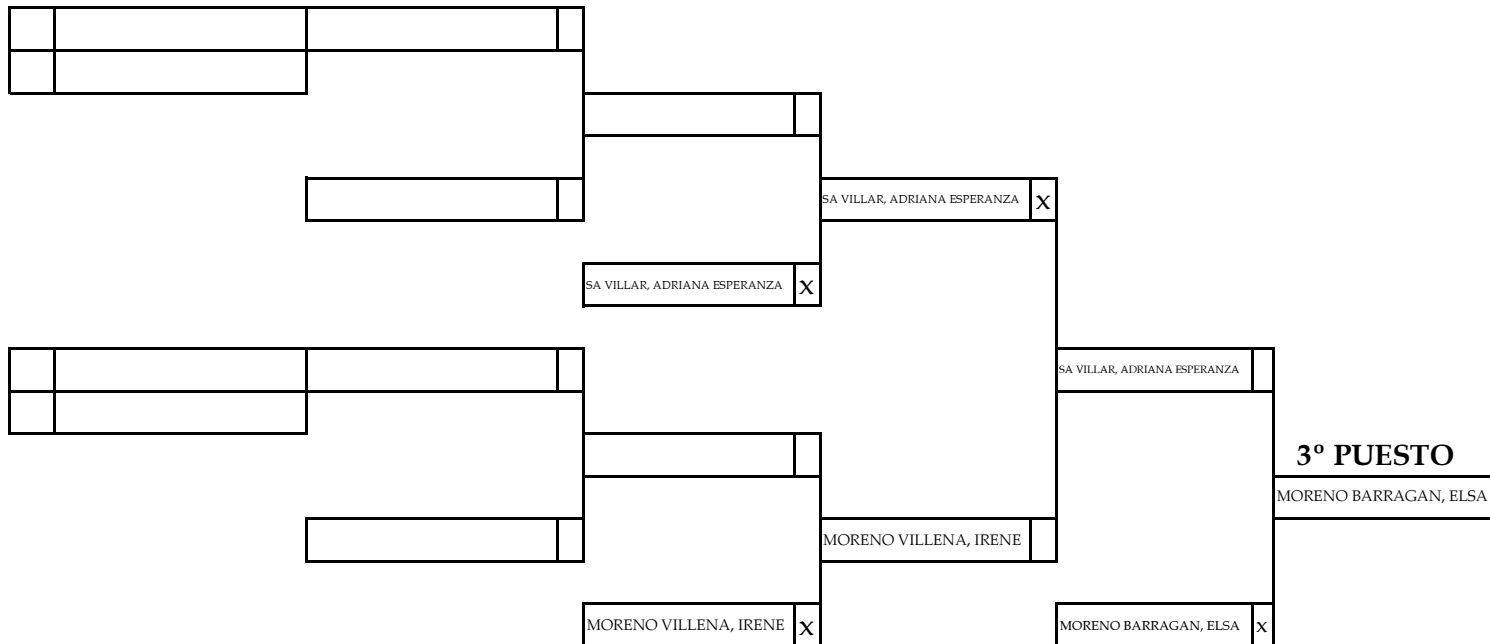 SA VILLAR, ADRIANA ESPERANZA x
SA VILLAR, ADRIANA ESPERANZA x
SA VILLAR, ADRIANA ESPERANZA
3º PUESTO
MORENO BARRAGAN, ELSA
MORENO VILLENA, IRENE
MORENO VILLENA, IRENE x
MORENO BARRAGAN, ELSA x